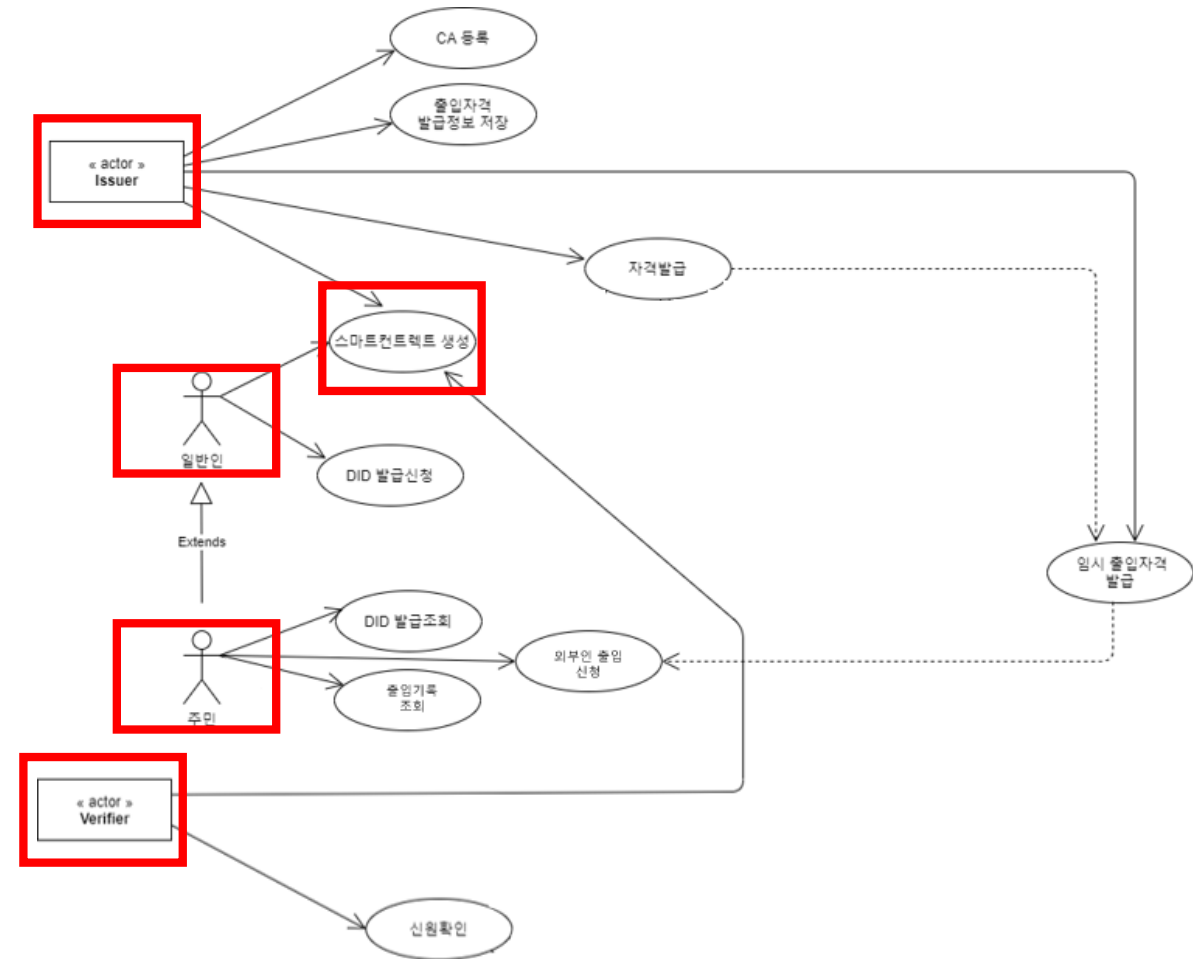 CA 등록
출입자격
발급정보 저장
« actor »
Issuer
자격발급
스마트컨트렉트 생성
일반인
DID 발급신청
Extends
임시 출입자격
발급
DID 발급조회
외부인 출입
신청
출입기록
조회
주민
« actor »
Verifier
신원확인